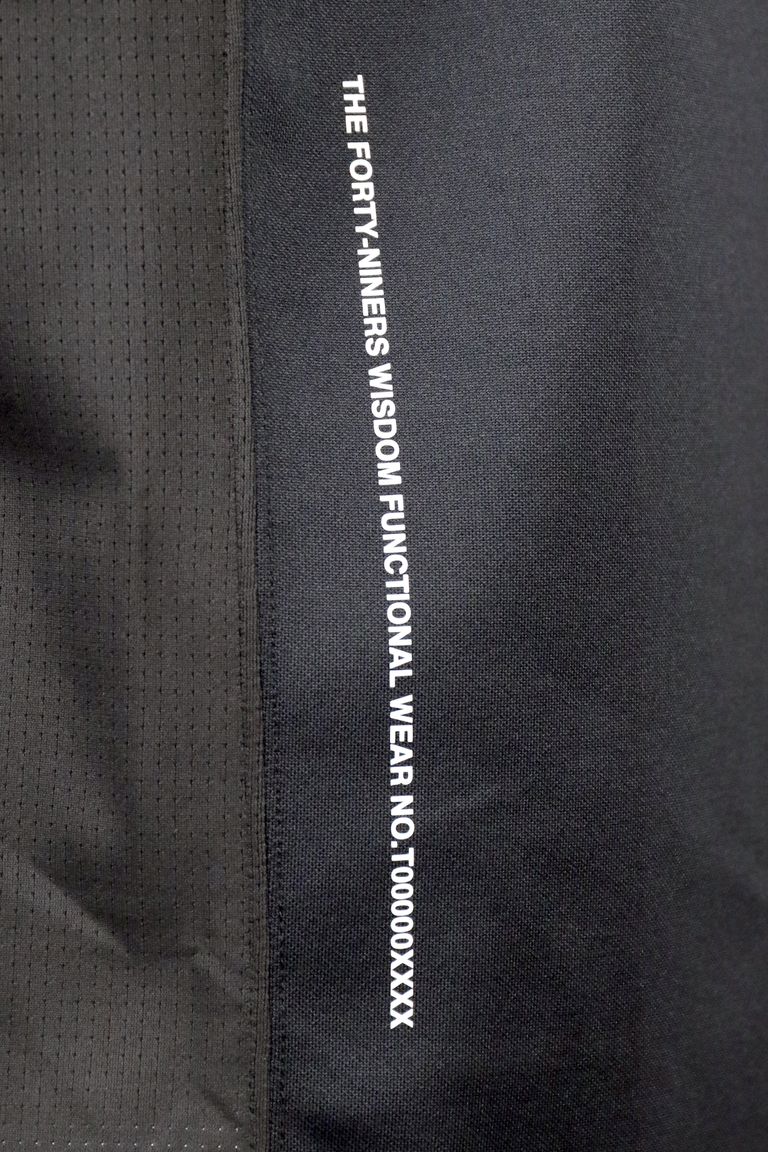 THE FORTY-NINERS WISDOM FUNCTIONAL WEAR NO.T00000XXXX